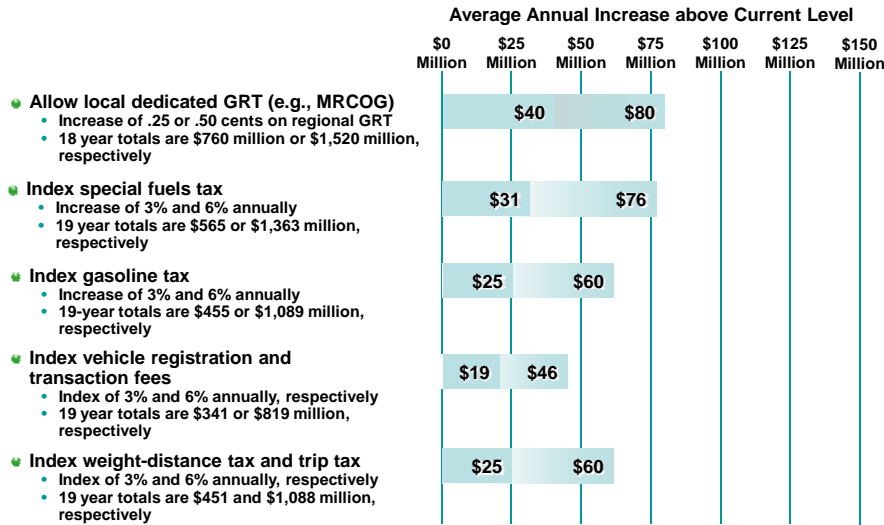 Average Annual Increase above Current Level
$0 $25 $50 $75 $100 $125 $150
Million Million Million Million Million Million Million
Allow local dedicated GRT (e.g., MRCOG)
• Increase of .25 or .50 cents on regional GRT
• 18 year totals are $760 million or $1,520 million,
respectively
$40 $80
Index special fuels tax
• Increase of 3% and 6% annually
• 19 year totals are $565 or $1,363 million,
respectively
$31 $76
Index gasoline tax
• Increase of 3% and 6% annually
• 19-year totals are $455 or $1,089 million,
respectively
$25 $60
Index vehicle registration and
transaction fees
• Index of 3% and 6% annually, respectively
• 19 year totals are $341 or $819 million,
respectively
$19 $46
Index weight-distance tax and trip tax
• Index of 3% and 6% annually, respectively
• 19 year totals are $451 and $1,088 million,
respectively
$25 $60